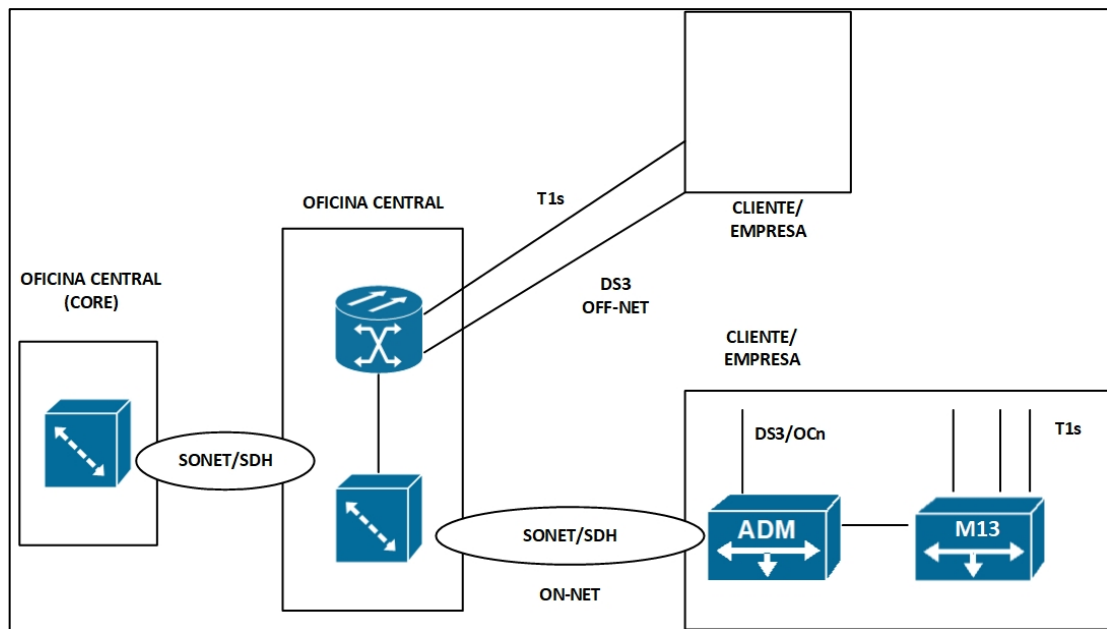 T1s
OFICINA CENTRAL
CLIENTE/
EMPRESA
OFICINA CENTRAL
(CORE)
DS3
OFF-NET
CLIENTE/
EMPRESA
DS3/OCn
T1s
SONET/SDH
SONET/SDH
ADM
M13
ON-NET